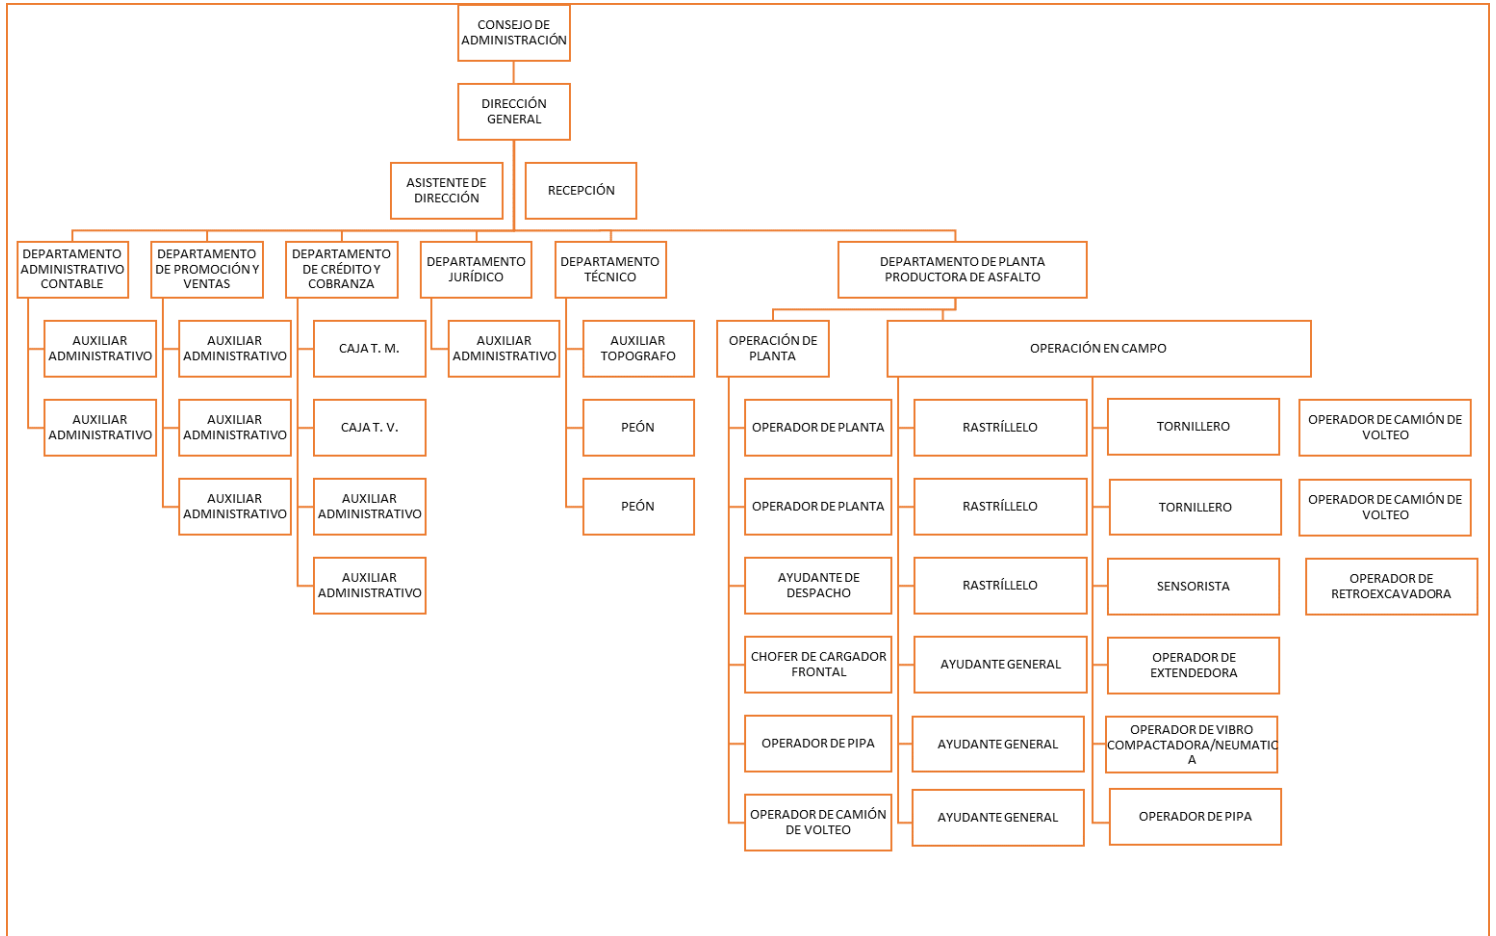 CONSEJO DE
ADMINISTRACIÓN
DIRECCIÓN
GENERAL
ASISTENTE DE
DIRECCIÓN
RECEPCIÓN
DEPARTAMENTO
ADMINISTRATIVO
CONTABLE
DEPARTAMENTO
DE PROMOCIÓN Y
VENTAS
DEPARTAMENTO
DE CRÉDITO Y
COBRANZA
DEPARTAMENTO
JURÍDICO
DEPARTAMENTO
TÉCNICO
DEPARTAMENTO DE PLANTA
PRODUCTORA DE ASFALTO
AUXILIAR
ADMINISTRATIVO
AUXILIAR
ADMINISTRATIVO
CAJA T. M.
AUXILIAR
ADMINISTRATIVO
AUXILIAR
TOPOGRAFO
OPERACIÓN DE
PLANTA
OPERACIÓN EN CAMPO
AUXILIAR
ADMINISTRATIVO
AUXILIAR
ADMINISTRATIVO
CAJA T. V.
PEÓN
OPERADOR DE PLANTA
RASTRÍLLELO
TORNILLERO
OPERADOR DE CAMIÓN DE
VOLTEO
AUXILIAR
ADMINISTRATIVO
AUXILIAR
ADMINISTRATIVO
PEÓN
OPERADOR DE PLANTA
RASTRÍLLELO
TORNILLERO
OPERADOR DE CAMIÓN DE
VOLTEO
AUXILIAR
ADMINISTRATIVO
AYUDANTE DE
DESPACHO
RASTRÍLLELO
SENSORISTA
OPERADOR DE
RETROEXCAVADORA
CHOFER DE CARGADOR
FRONTAL
AYUDANTE GENERAL
OPERADOR DE
EXTENDEDORA
OPERADOR DE PIPA
AYUDANTE GENERAL
OPERADOR DE VIBRO
COMPACTADORA/NEUMATIC
A
OPERADOR DE CAMIÓN
DE VOLTEO
AYUDANTE GENERAL
OPERADOR DE PIPA